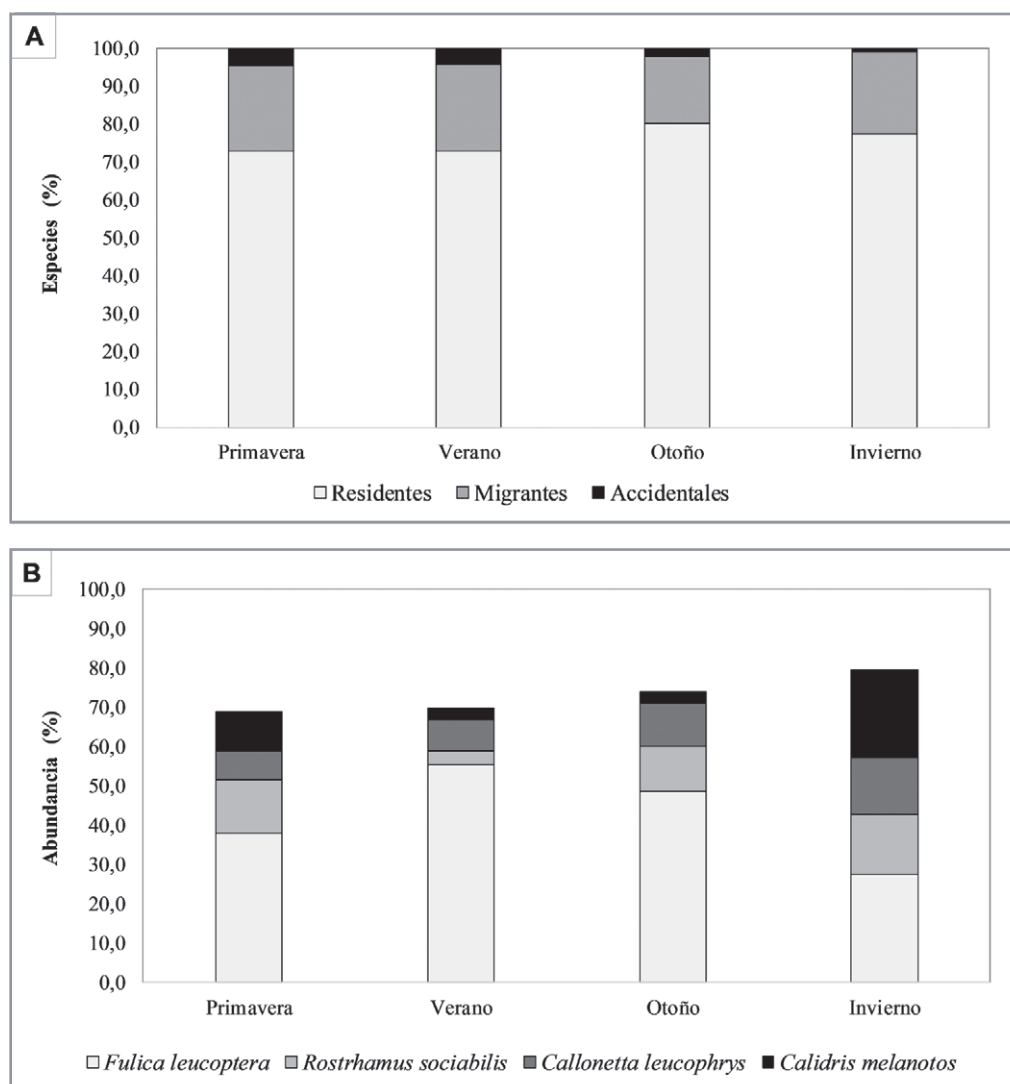 A
Especies (%)
100,0
90,0
80,0
70,0
60,0
50,0
40,0
30,0
20,0
10,0
0,0
Primavera Verano Otoño Invierno
Residentes Migrantes Accidentales
B
Abundancia (%)
100,0
90,0
80,0
70,0
60,0
50,0
40,0
30,0
20,0
10,0
0,0
Primavera Verano Otoño Invierno
Fulica leucoptera Rostrhamus sociabilis Callonetta leucophrys Calidris melanotos